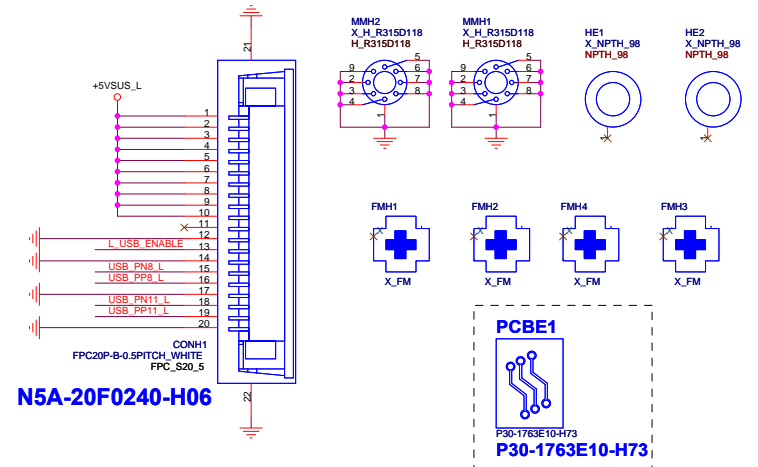 +5VSUS_L
21
1
2
3
4
5
6
7
8
9
10
11
12
L_USB_ENABLE
13
14
USB_PN8_L
15
USB_PP8_L
16
17
USB_PN11_L
18
USB_PP11_L
19
20
CONH1
FPC20P-B-0.5PITCH_WHITE
FPC_S20_5
N5A-20F0240-H06
22
MMH2
X_H_R315D118
H_R315D118
9
2
3
4
5
6
7
8
1
MMH1
X_H_R315D118
H_R315D118
9
2
3
4
5
6
7
8
1
HE1
X_NPTH_98
NPTH_98
1
HE2
X_NPTH_98
NPTH_98
1
FMH1
X
X_FM
FMH2
X
X_FM
FMH4
X
X_FM
FMH3
X
X_FM
PCBE1
P30-1763E10-H73
P30-1763E10-H73